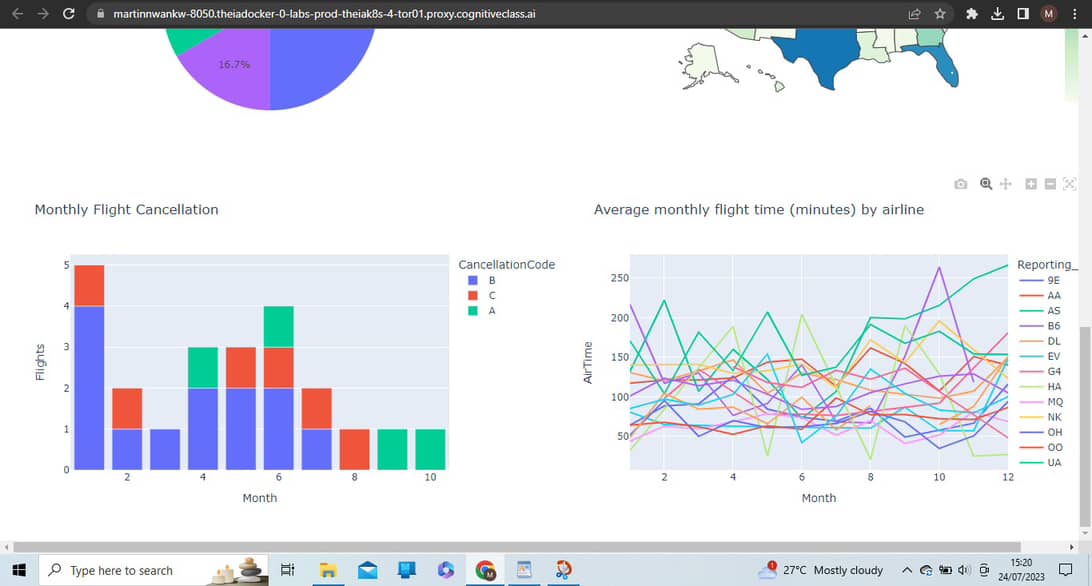 martinnwankw-8050.theiadocker-0-labs-prod-theiak8s-4-tor01.proxy.cognitiveclass.ai
M
16.7%
Monthly Flight Cancellation
Flights
5
4
3
2
1
0
2
4
6
8
10
Month
CancellationCode
B
C
A
Average monthly flight time (minutes) by airline
AirTime
250
200
150
100
50
2
4
6
8
10
12
Month
Reporting_
9E
AA
AS
B6
DL
EV
G4
HA
MQ
NK
OH
OO
UA
Type here to search
M
1
27°C Mostly cloudy
15:20
24/07/2023